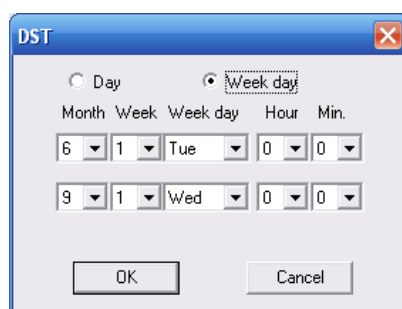 DST
Day Week day
Month Week Week day Hour Min.
6 1 Tue 0 0
9 1 Wed 0 0
OK Cancel